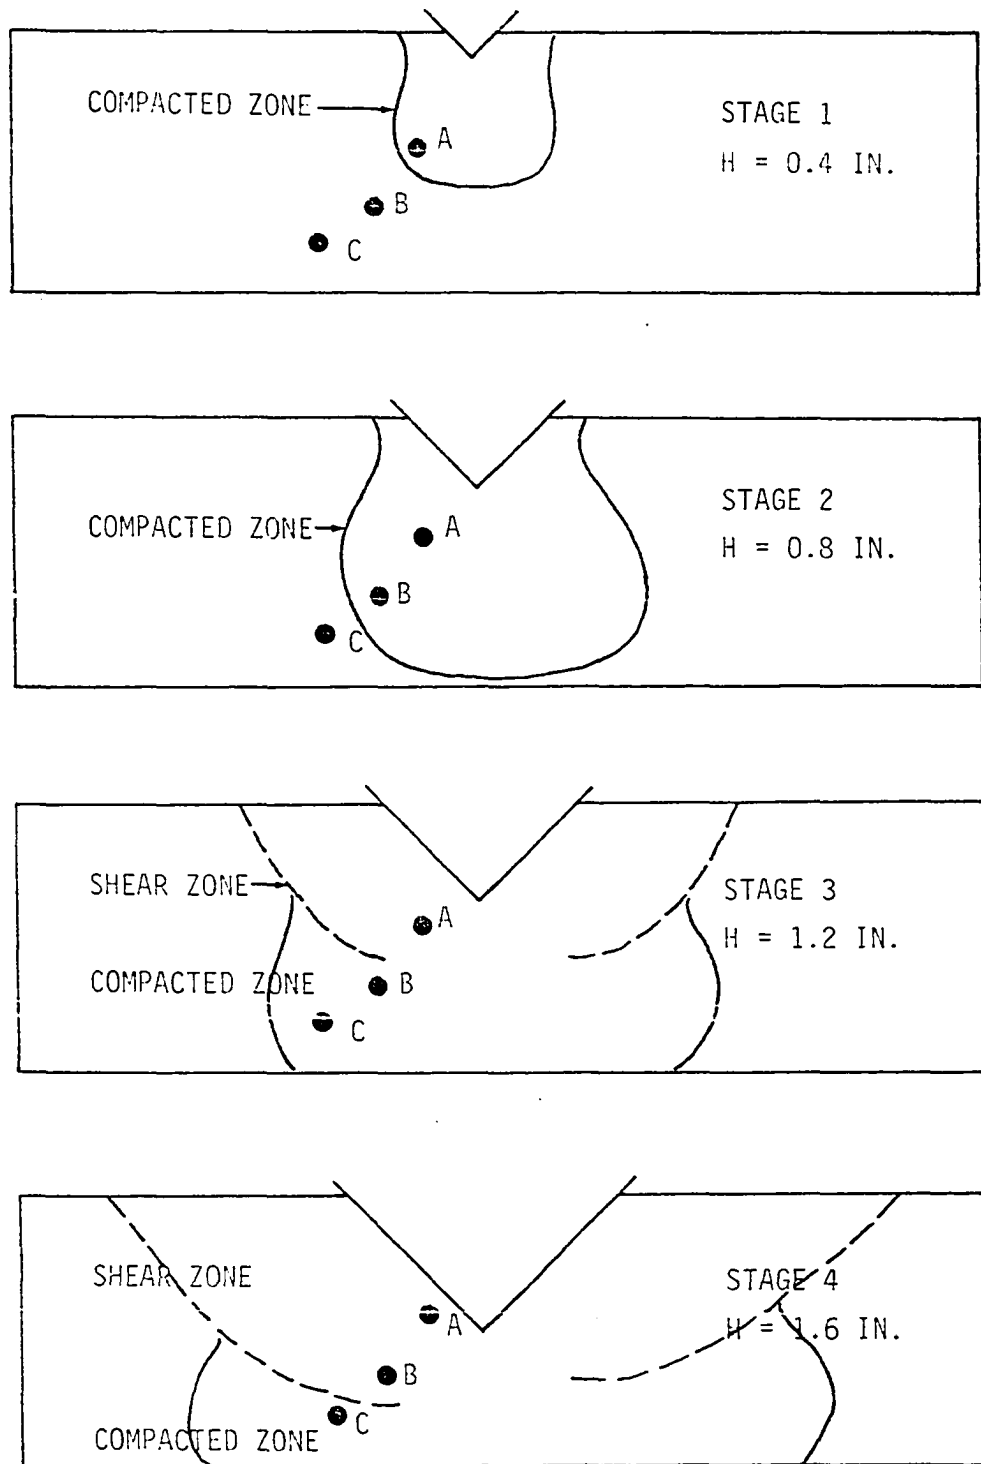 COMPACTED ZONE
STAGE 1
H = 0.4 IN.
A
B
C
COMPACTED ZONE
STAGE 2
H = 0.8 IN.
A
B
C
SHEAR ZONE
STAGE 3
H = 1.2 IN.
A
COMPACTED ZONE
B
C
SHEAR ZONE
STAGE 4
H = 1.6 IN.
A
B
C
COMPACTED ZONE